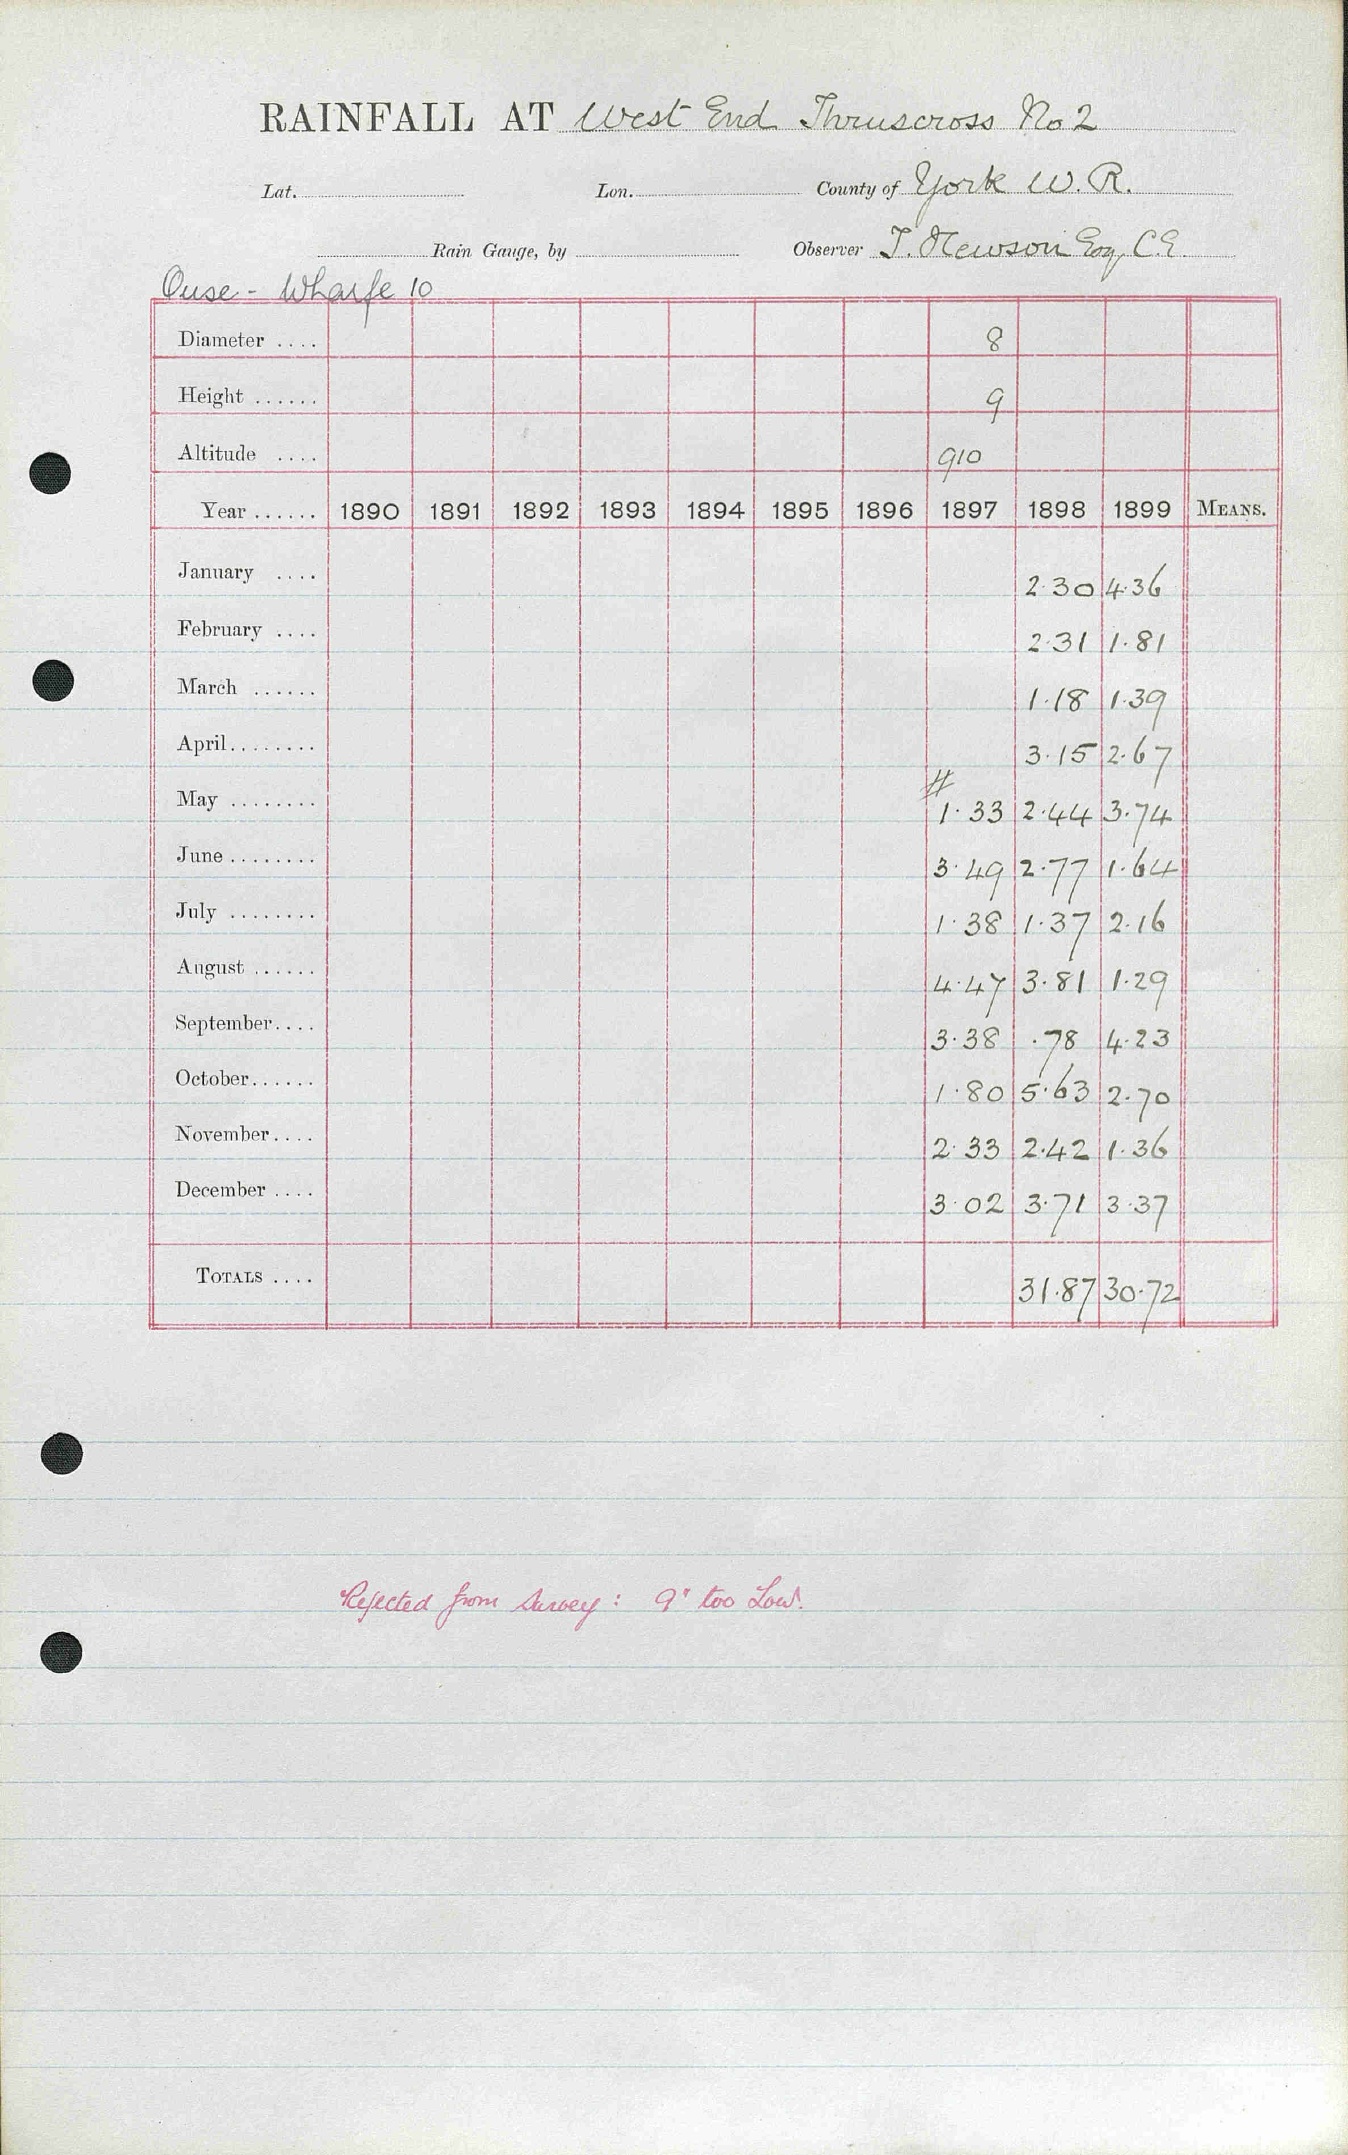 RAINFALL AT West End Thruscross No 2
Lat. Lon. County of York W. R.
Rain Gauge, by Observer T. Hewson Esq C.E.
Ouse - Wharfe 10
Diameter .... 8
Height ...... 9
Altitude .... 910
Year ...... 1890 1891 1892 1893 1894 1895 1896 1897 1898 1899 MEANS.
January .... 2.30 4.36
February .... 2.31 1.81
March ...... 1.18 1.39
April........ 3.15 2.67
May ........ # 1.33 2.44 3.74
June ........ 3.49 2.77 1.64
July ........ 1.38 1.37 2.16
August ...... 4.47 3.81 1.29
September.... 3.38 .78 4.23
October...... 1.80 5.63 2.70
November.... 2.33 2.42 1.36
December .... 3.02 3.71 3.37
TOTALS .... 31.87 30.72
Rejected from Survey: 9" too Low.